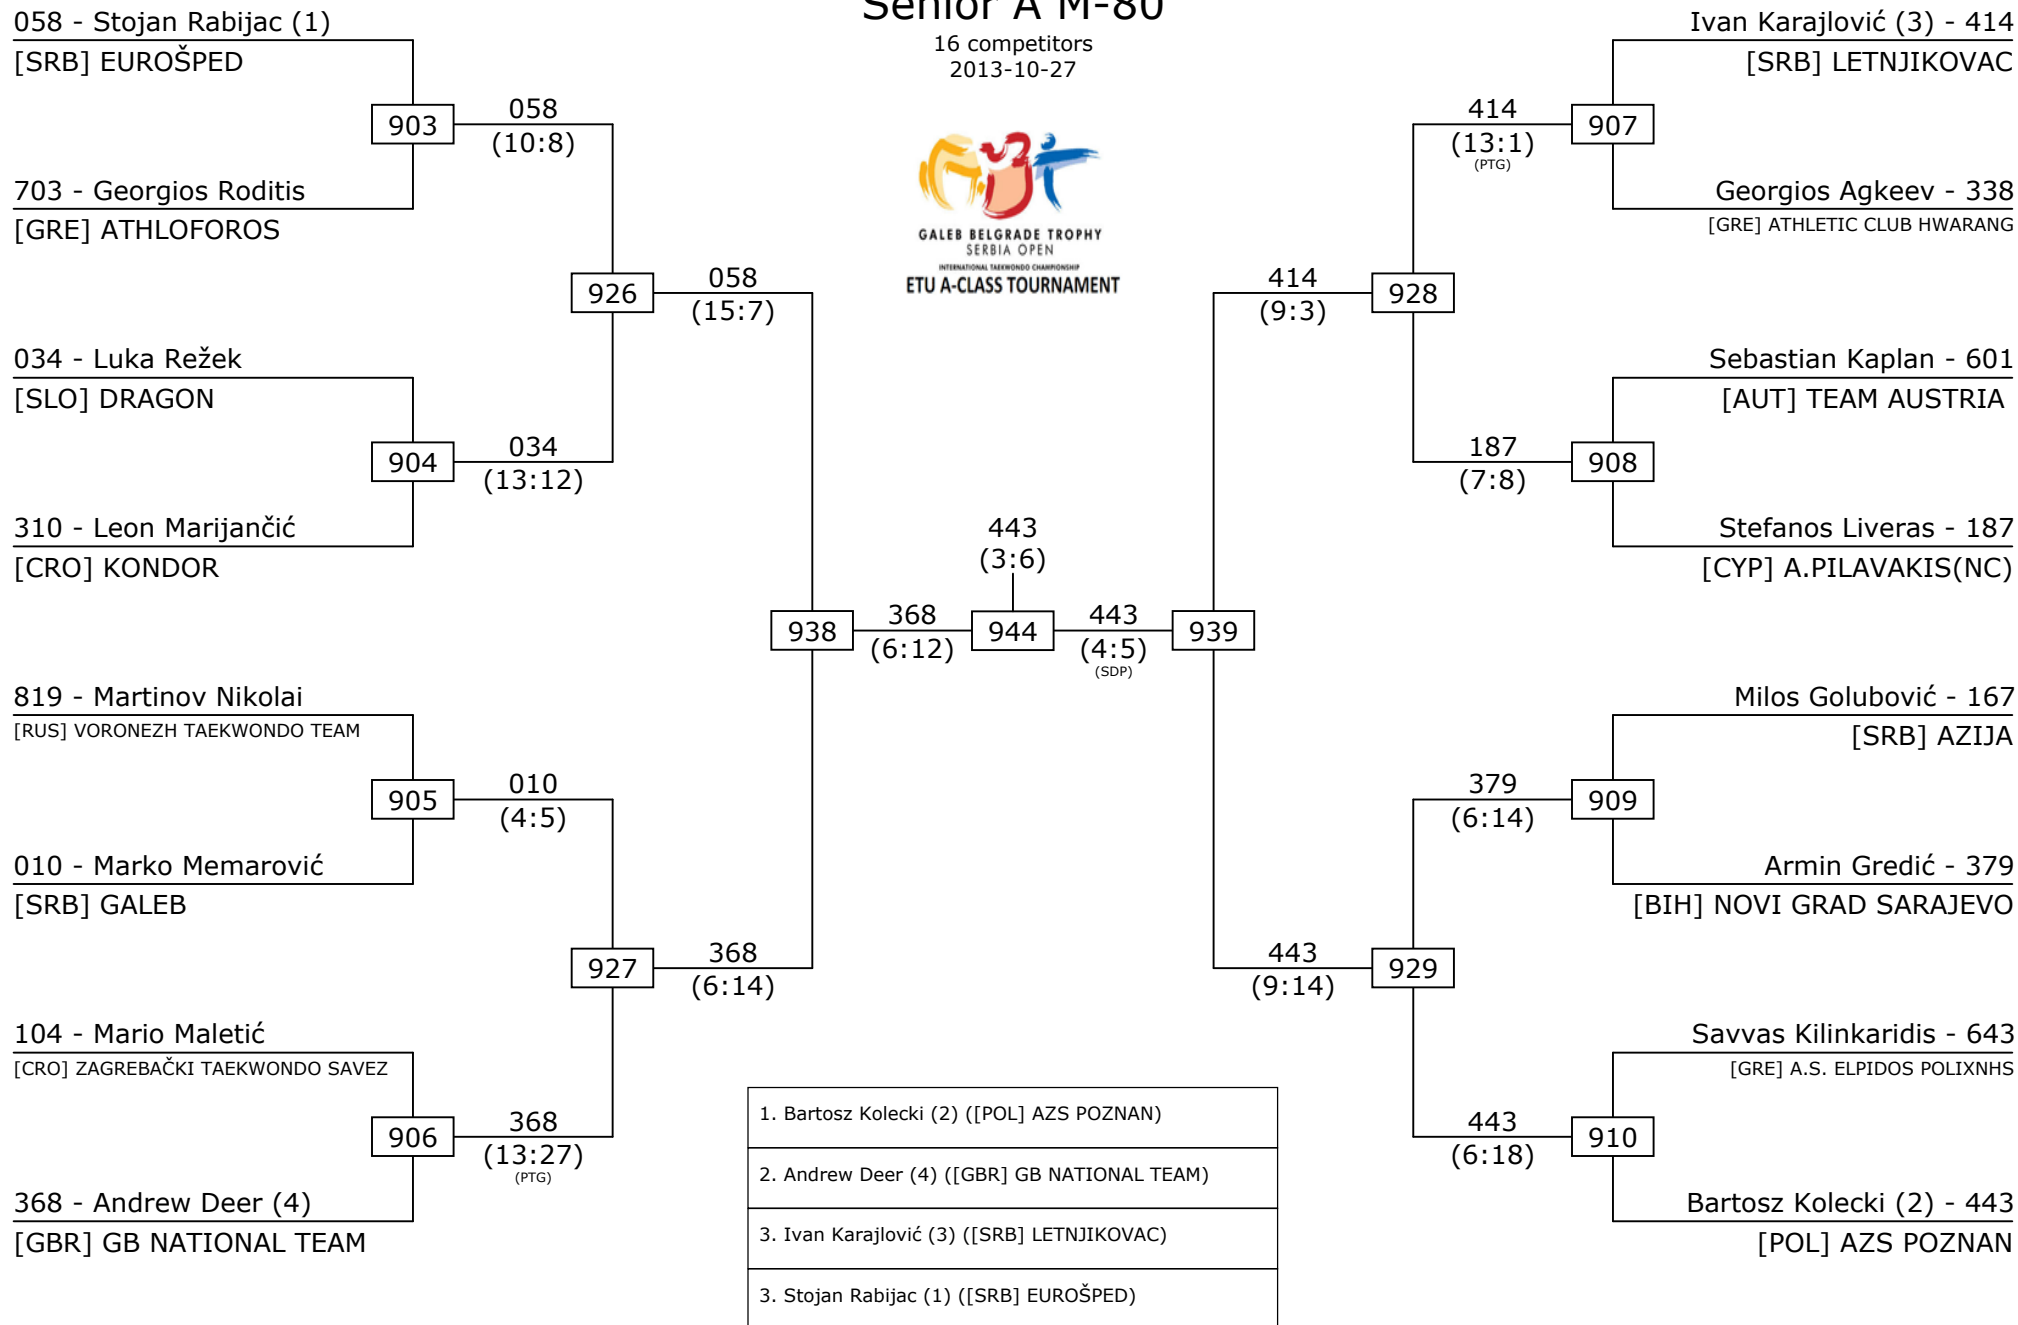 Senior A M-80
16 competitors
2013-10-27
GALEB BELGRADE TROPHY
SERBIA OPEN
INTERNATIONAL TAEKWONDO CHAMPIONSHIP
ETU A-CLASS TOURNAMENT
058 - Stojan Rabijac (1)
[SRB] EUROŠPED
903
058
(10:8)
703 - Georgios Roditis
[GRE] ATHLOFOROS
926
058
(15:7)
034 - Luka Režek
[SLO] DRAGON
904
034
(13:12)
310 - Leon Marijančić
[CRO] KONDOR
938
368
(6:12)
819 - Martinov Nikolai
[RUS] VORONEZH TAEKWONDO TEAM
905
010
(4:5)
010 - Marko Memarović
[SRB] GALEB
927
368
(6:14)
104 - Mario Maletić
[CRO] ZAGREBAČKI TAEKWONDO SAVEZ
906
368
(13:27)
(PTG)
368 - Andrew Deer (4)
[GBR] GB NATIONAL TEAM
443
(3:6)
944
Ivan Karajlović (3) - 414
[SRB] LETNJIKOVAC
414
(13:1)
(PTG)
907
Georgios Agkeev - 338
[GRE] ATHLETIC CLUB HWARANG
414
(9:3)
928
Sebastian Kaplan - 601
[AUT] TEAM AUSTRIA
187
(7:8)
908
Stefanos Liveras - 187
[CYP] A.PILAVAKIS(NC)
443
(4:5)
(SDP)
939
Milos Golubović - 167
[SRB] AZIJA
379
(6:14)
909
Armin Gredić - 379
[BIH] NOVI GRAD SARAJEVO
443
(9:14)
929
Savvas Kilinkaridis - 643
[GRE] A.S. ELPIDOS POLIXNHS
443
(6:18)
910
Bartosz Kolecki (2) - 443
[POL] AZS POZNAN
1. Bartosz Kolecki (2) ([POL] AZS POZNAN)
2. Andrew Deer (4) ([GBR] GB NATIONAL TEAM)
3. Ivan Karajlović (3) ([SRB] LETNJIKOVAC)
3. Stojan Rabijac (1) ([SRB] EUROŠPED)